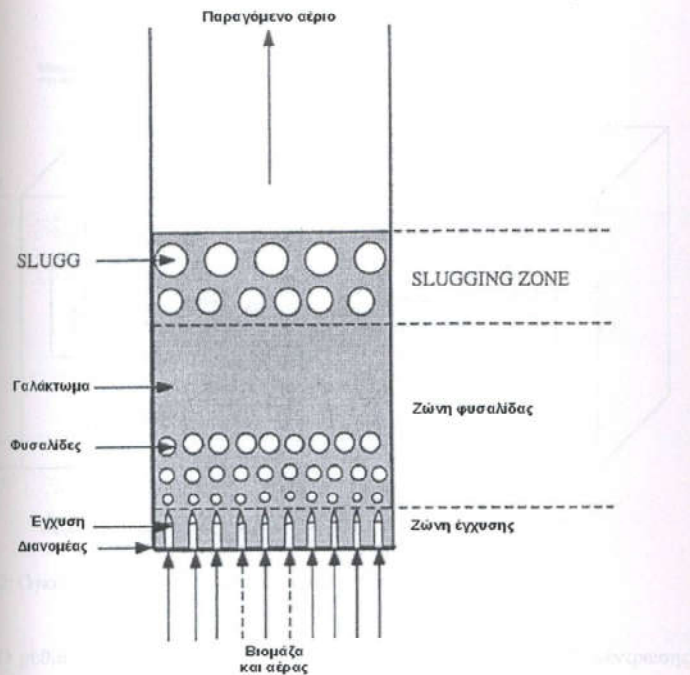 Παραγόμενο αέριο
SLUGG
SLUGGING ZONE
Γαλάκτωμα
Ζώνη φυσαλίδας
Φυσαλίδες
Έγχυση
Ζώνη έγχυσης
Διανομέας
Βιομάζα
και αέρας